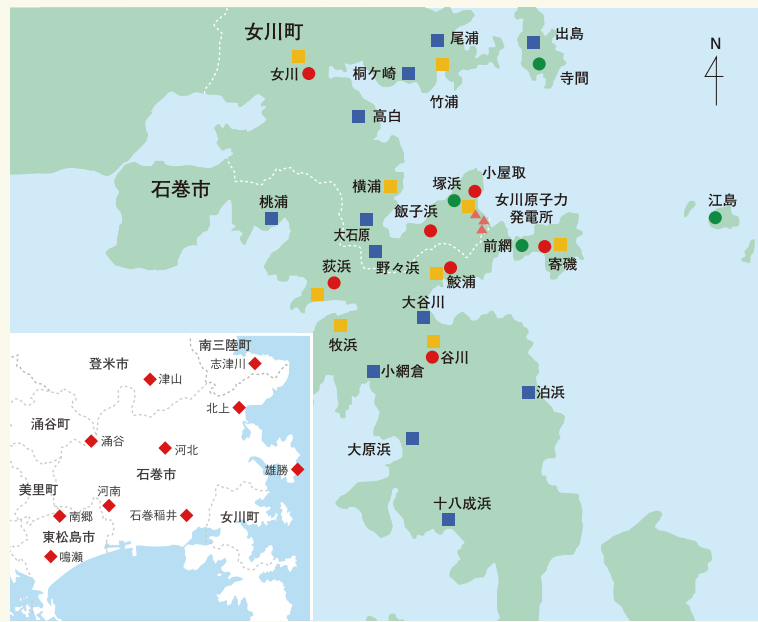 女川町
尾浦
出島
N
女川
桐ケ崎
寺間
竹浦
高白
小屋取
石巻市
横浦
塚浜
桃浦
飯子浜
女川原子力
発電所
江島
大石原
前網
荻浜
野々浜
寄磯
鮫浦
大谷川
牧浜
谷川
小網倉
泊浜
大原浜
十八成浜
南三陸町
登米市
志津川
津山
北上
涌谷町
涌谷
河北
雄勝
石巻市
美里町
河南
南郷
石巻稲井
女川町
東松島市
鳴瀬